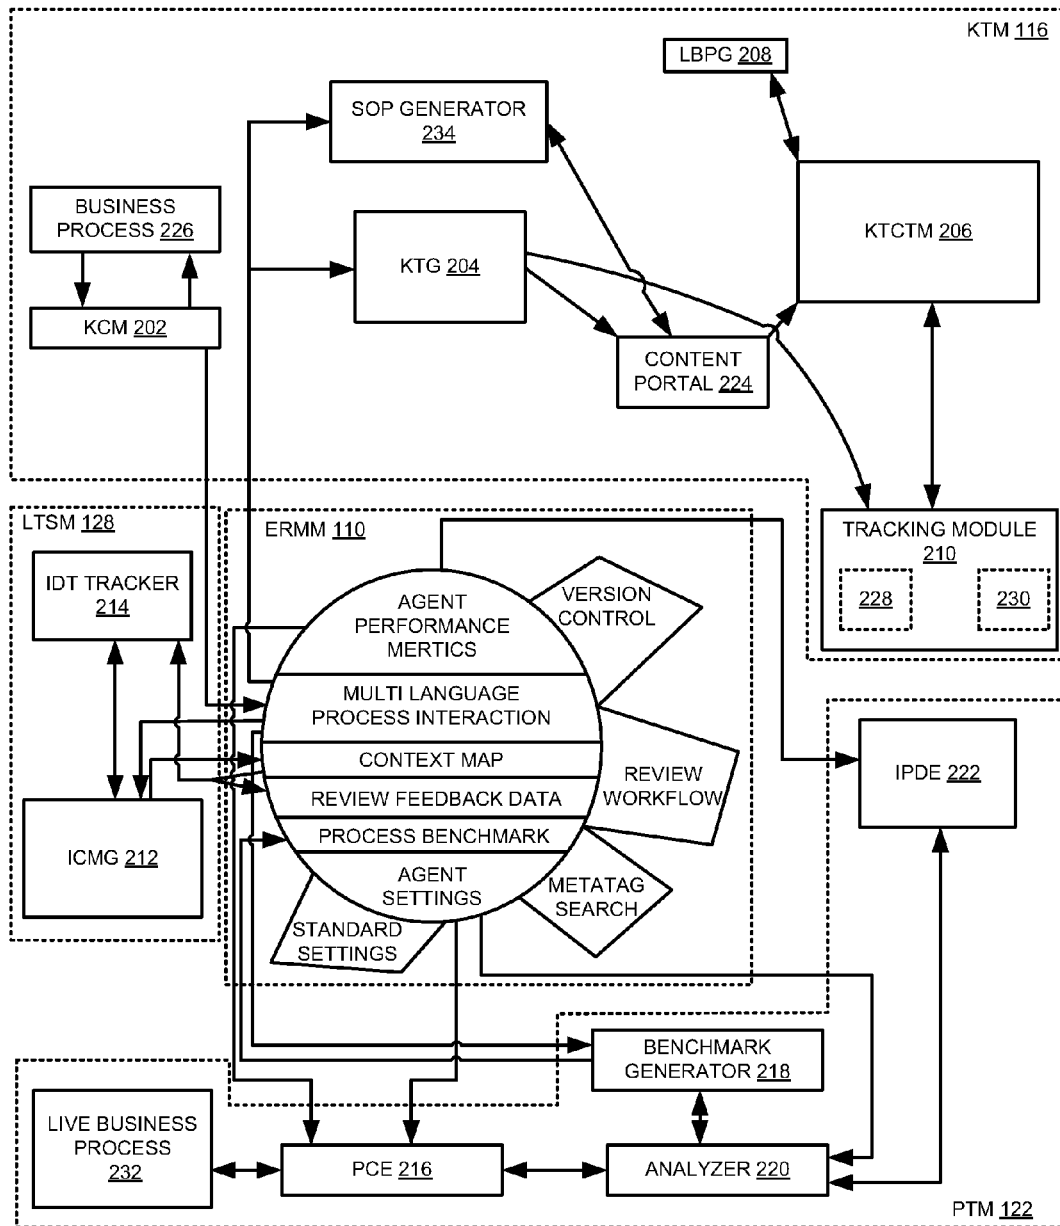 KTM 116
LBPG 208
SOP GENERATOR
234
BUSINESS
PROCESS 226
KTG 204
KTCTM 206
KCM 202
CONTENT
PORTAL 224
LTSM 128
ERMM 110
TRACKING MODULE
210
228
230
IDT TRACKER
214
VERSION
CONTROL
AGENT
PERFORMANCE
MERTICS
MULTI LANGUAGE
PROCESS INTERACTION
CONTEXT MAP
REVIEW FEEDBACK DATA
PROCESS BENCHMARK
AGENT
SETTINGS
REVIEW
WORKFLOW
IPDE 222
ICMG 212
METATAG
SEARCH
STANDARD
SETTINGS
BENCHMARK
GENERATOR 218
LIVE BUSINESS
PROCESS
232
PCE 216
ANALYZER 220
PTM 122